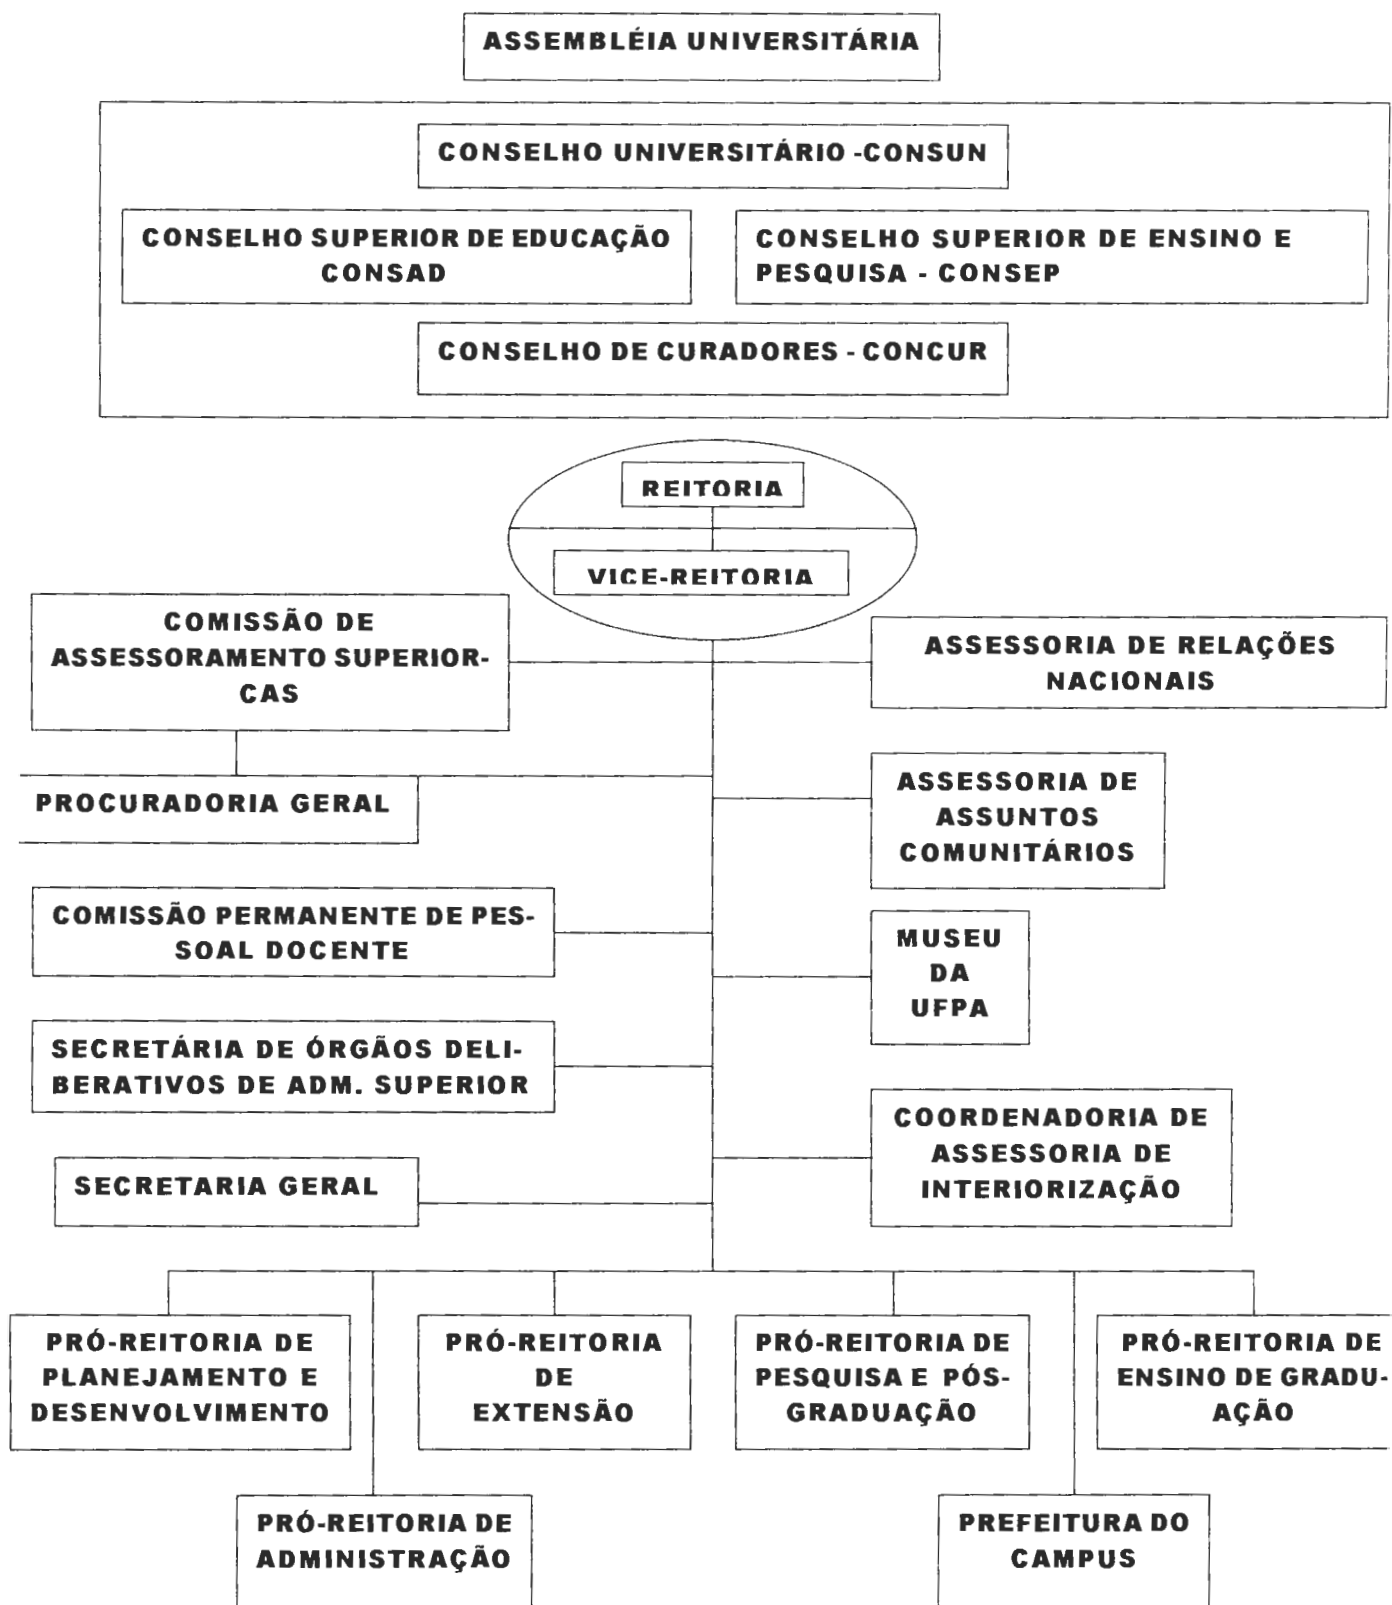 ASSEMBLÉIA UNIVERSITÁRIA
CONSELHO UNIVERSITÁRIO -CONSUN
CONSELHO SUPERIOR DE EDUCAÇÃO
CONSAD
CONSELHO SUPERIOR DE ENSINO E
PESQUISA - CONSEP
CONSELHO DE CURADORES - CONCUR
REITORIA
VICE-REITORIA
COMISSÃO DE
ASSESSORAMENTO SUPERIOR-
CAS
ASSESSORIA DE RELAÇÕES
NACIONAIS
PROCURADORIA GERAL
ASSESSORIA DE
ASSUNTOS
COMUNITÁRIOS
COMISSÃO PERMANENTE DE PES-
SOAL DOCENTE
MUSEU
DA
UFPA
SECRETÁRIA DE ÓRGÃOS DELI-
BERATIVOS DE ADM. SUPERIOR
COORDENADORIA DE
ASSESSORIA DE
INTERIORIZAÇÃO
SECRETARIA GERAL
PRÓ-REITORIA DE
PLANEJAMENTO E
DESENVOLVIMENTO
PRÓ-REITORIA
DE
EXTENSÃO
PRÓ-REITORIA DE
PESQUISA E PÓS-
GRADUAÇÃO
PRÓ-REITORIA DE
ENSINO DE GRADU-
AÇÃO
PRÓ-REITORIA DE
ADMINISTRAÇÃO
PREFEITURA DO
CAMPUS